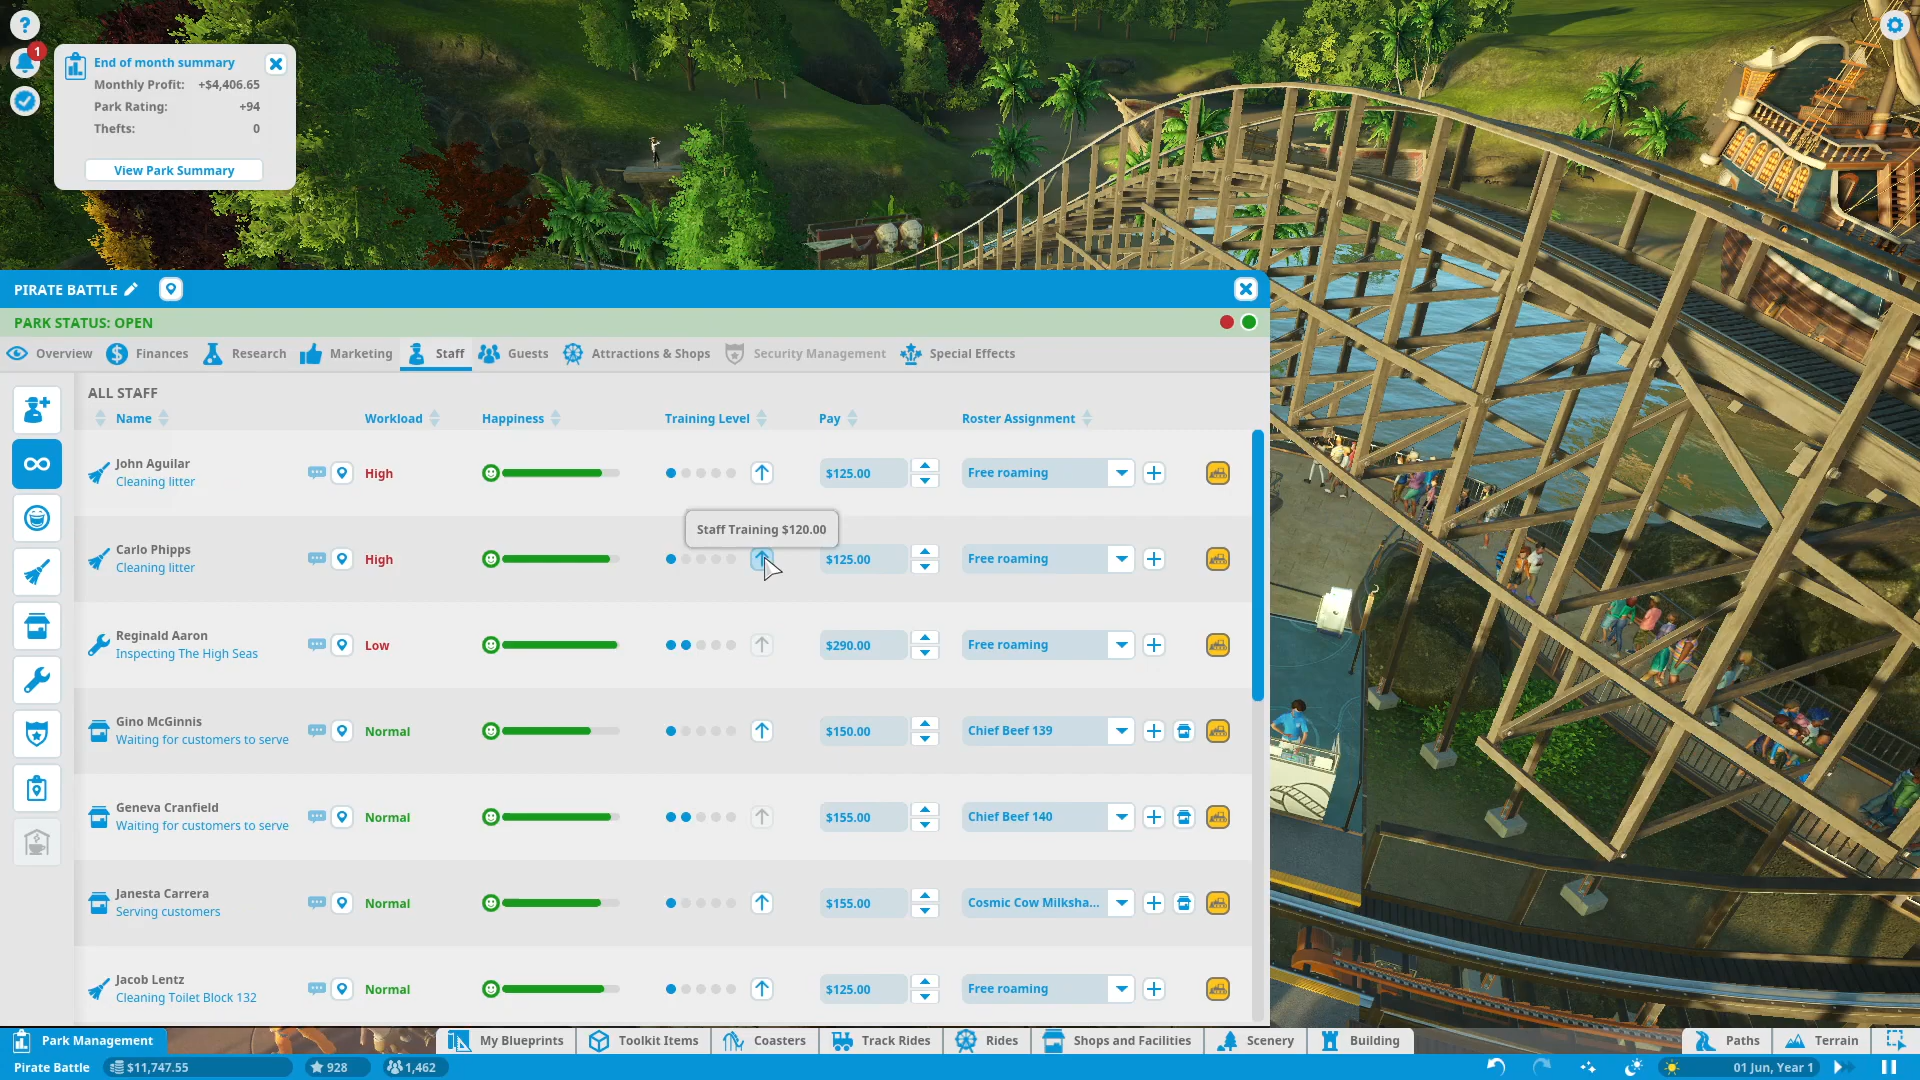 ?
1
End of month summary
Monthly Profit: +$4,406.65
Park Rating: +94
Thefts: 0
View Park Summary
PIRATE BATTLE
PARK STATUS: OPEN
Overview Finances Research Marketing Staff Guests Attractions & Shops Security Management Special Effects
ALL STAFF
Name Workload Happiness Training Level Pay Roster Assignment
John Aguilar
Cleaning litter
High $125.00 Free roaming
Staff Training $120.00
Carlo Phipps
Cleaning litter
High $125.00 Free roaming
Reginald Aaron
Inspecting The High Seas
Low $290.00 Free roaming
Gino McGinnis
Waiting for customers to serve
Normal $150.00 Chief Beef 139
Geneva Cranfield
Waiting for customers to serve
Normal $155.00 Chief Beef 140
Janesta Carrera
Serving customers
Normal $155.00 Cosmic Cow Milksha...
Jacob Lentz
Cleaning Toilet Block 132
Normal $125.00 Free roaming
Park Management My Blueprints Toolkit Items Coasters Track Rides Rides Shops and Facilities Scenery Building Paths Terrain
Pirate Battle $11,747.55 928 1,462 01 Jun, Year 1